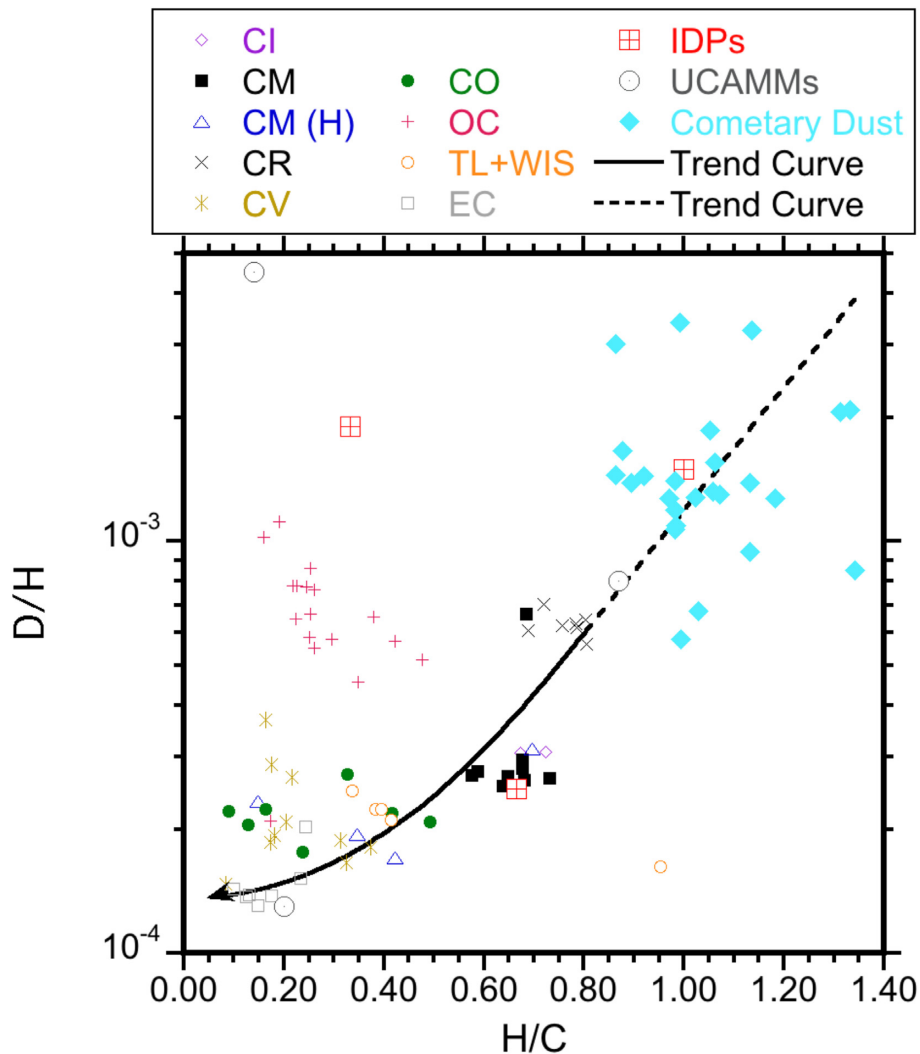 CI IDPs
CM CO UCAMMs
CM (H) OC Cometary Dust
CR TL+WIS Trend Curve
CV EC Trend Curve
10-3
D/H
10-4
0.00 0.20 0.40 0.60 0.80 1.00 1.20 1.40
H/C